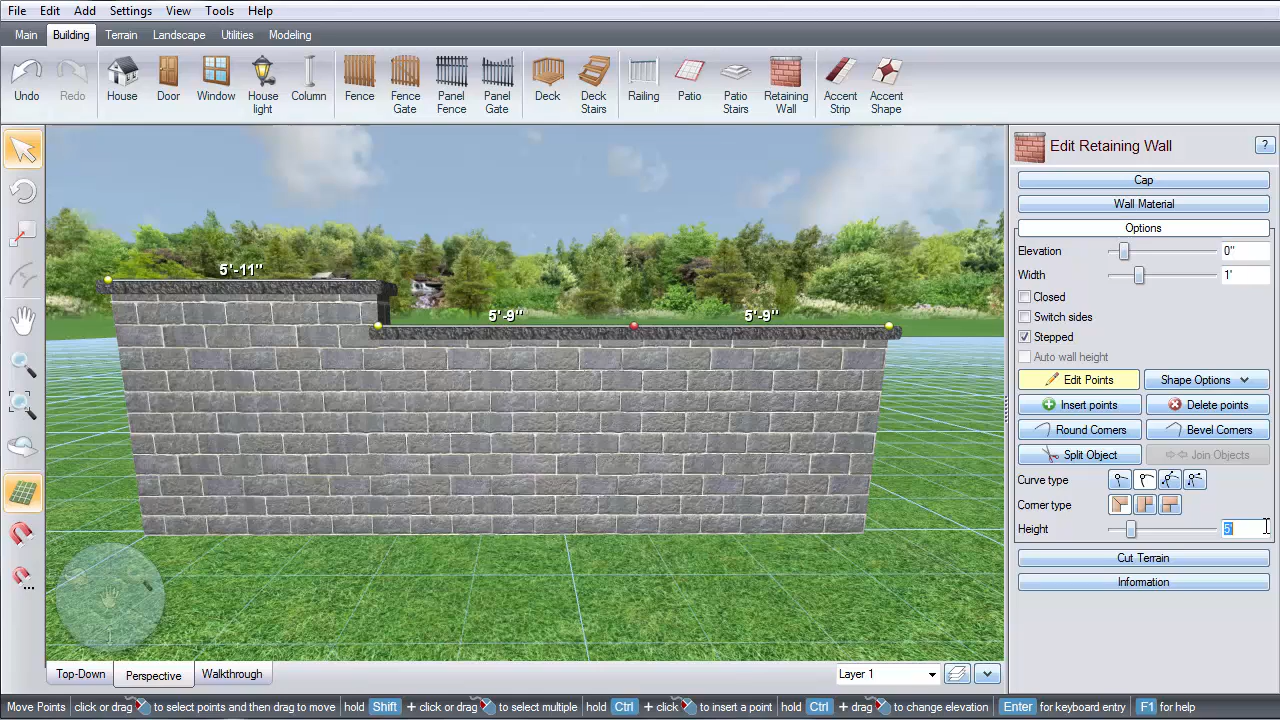 File Edit Add Settings View Tools Help
Main Building Terrain Landscape Utilities Modeling
Undo Redo House Door Window House light Column Fence Fence Gate Panel Fence Panel Gate Deck Deck Stairs Railing Patio Patio Stairs Retaining Wall Accent Strip Accent Shape
Edit Retaining Wall ?
Cap
Wall Material
Options
Elevation 0"
Width 1'
Closed
Switch sides
Stepped
Auto wall height
Edit Points Shape Options
Insert points Delete points
Round Corners Bevel Corners
Split Object Join Objects
Curve type
Corner type
Height 5'
Cut Terrain
Information
5'-11"
5'-9" 5'-9"
Top-Down Perspective Walkthrough Layer 1
Move Points click or drag to select points and then drag to move hold Shift + click or drag to select multiple hold Ctrl + click to insert a point hold Ctrl + drag to change elevation Enter for keyboard entry F1 for help